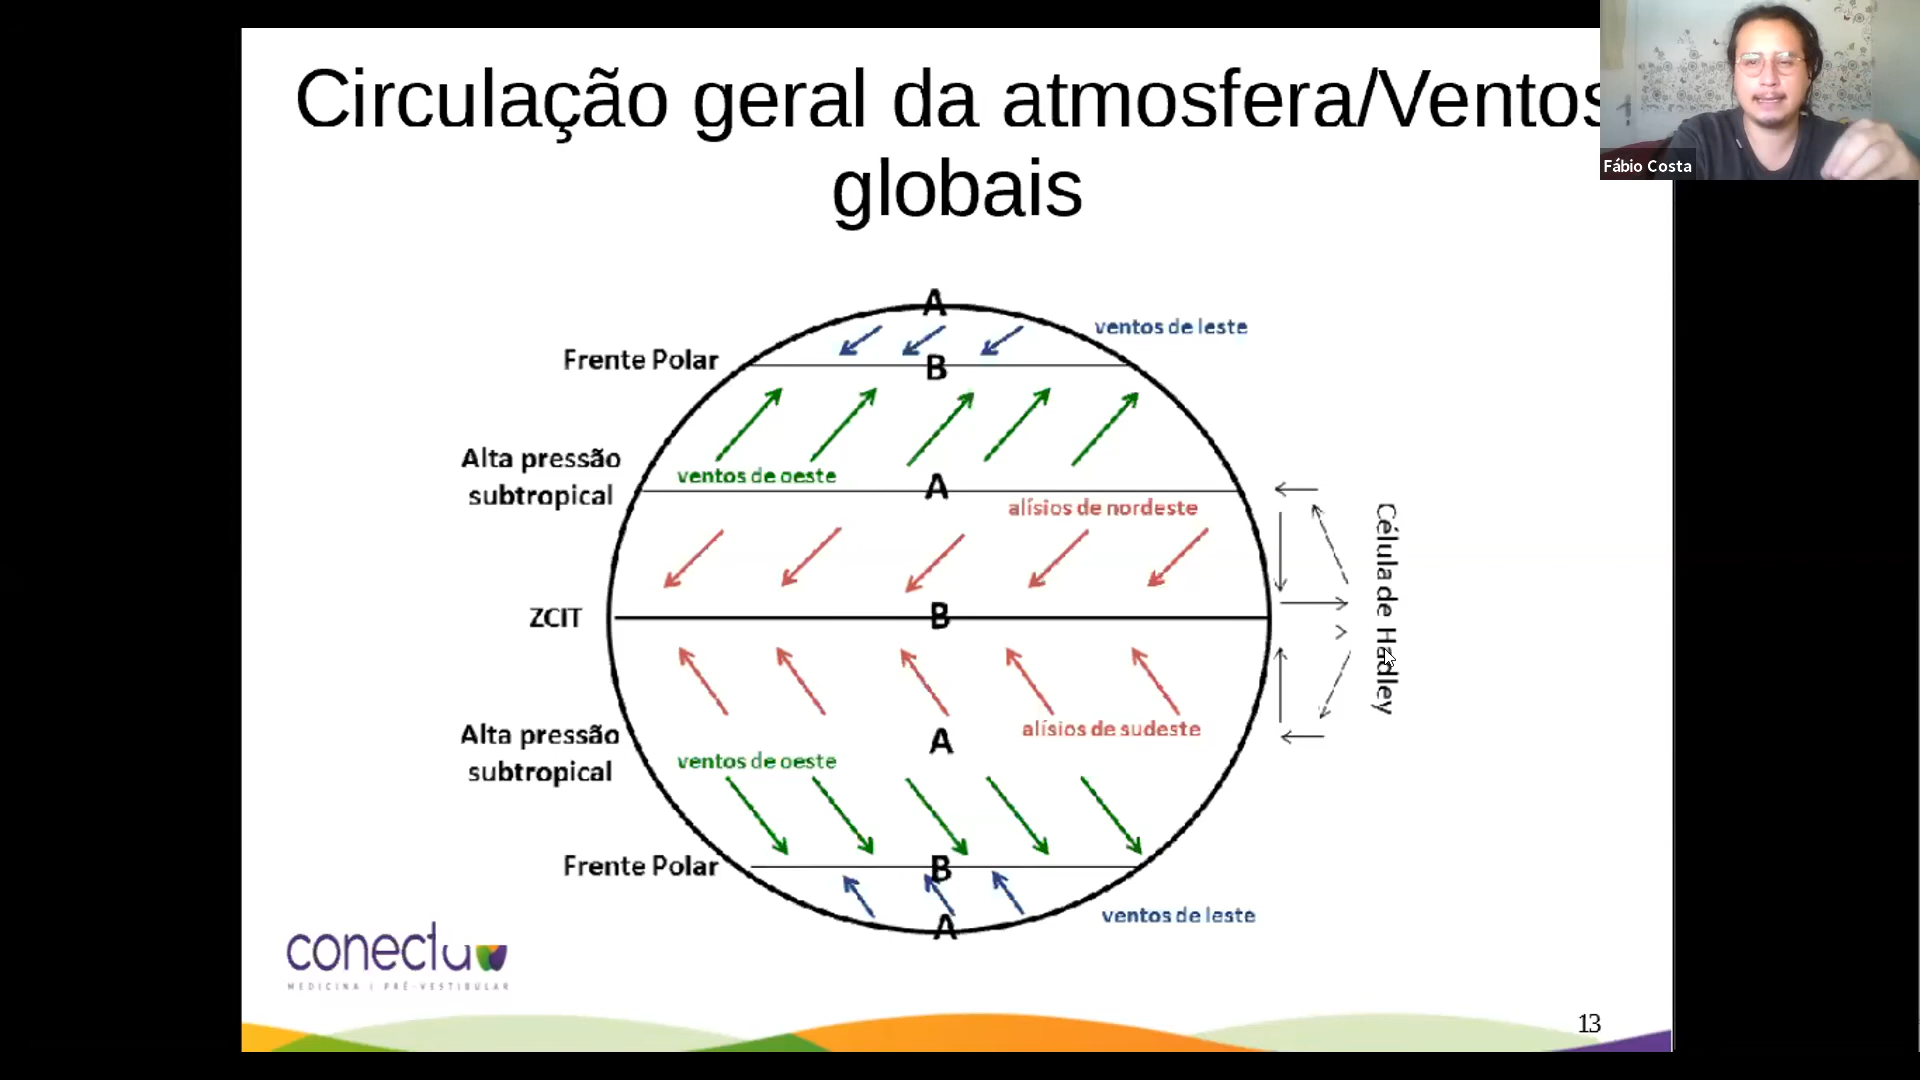 Circulação geral da atmosfera/Ventos
globais
Fábio Costa
A
ventos de leste
Frente Polar
B
Alta pressão
subtropical
ventos de oeste
A
alísios de nordeste
Célula de Hadley
ZCIT
B
alísios de sudeste
Alta pressão
subtropical
A
ventos de oeste
Frente Polar
B
ventos de leste
A
conectu
MEDICINA | PRÉ-VESTIBULAR
13